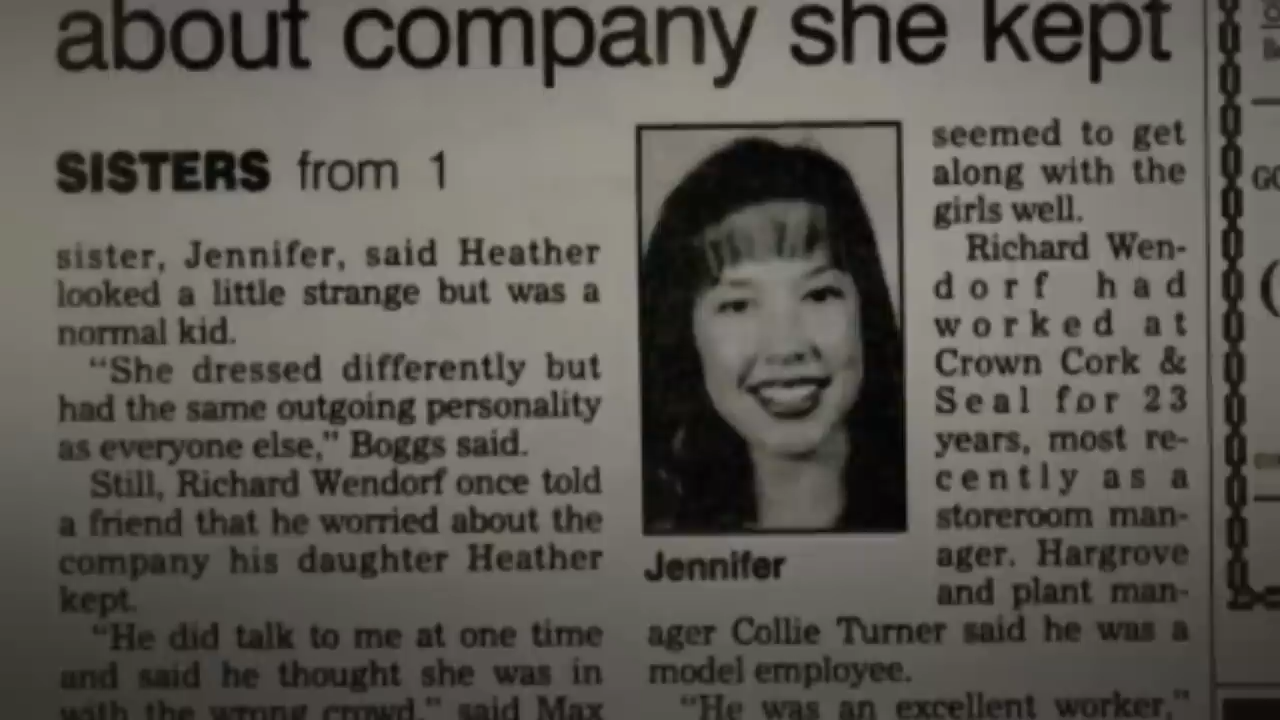 about company she kept
SISTERS from 1
sister, Jennifer, said Heather
looked a little strange but was a
normal kid.
"She dressed differently but
had the same outgoing personality
as everyone else," Boggs said.
Still, Richard Wendorf once told
a friend that he worried about the
company his daughter Heather
kept.
"He did talk to me at one time
and said he thought she was in
with the wrong crowd," said Max
Jennifer
seemed to get
along with the
girls well.
Richard Wen-
dorf had
worked at
Crown Cork &
Seal for 23
years, most re-
cently as a
storeroom man-
ager. Hargrove
and plant man-
ager Collie Turner said he was a
model employee.
"He was an excellent worker,"